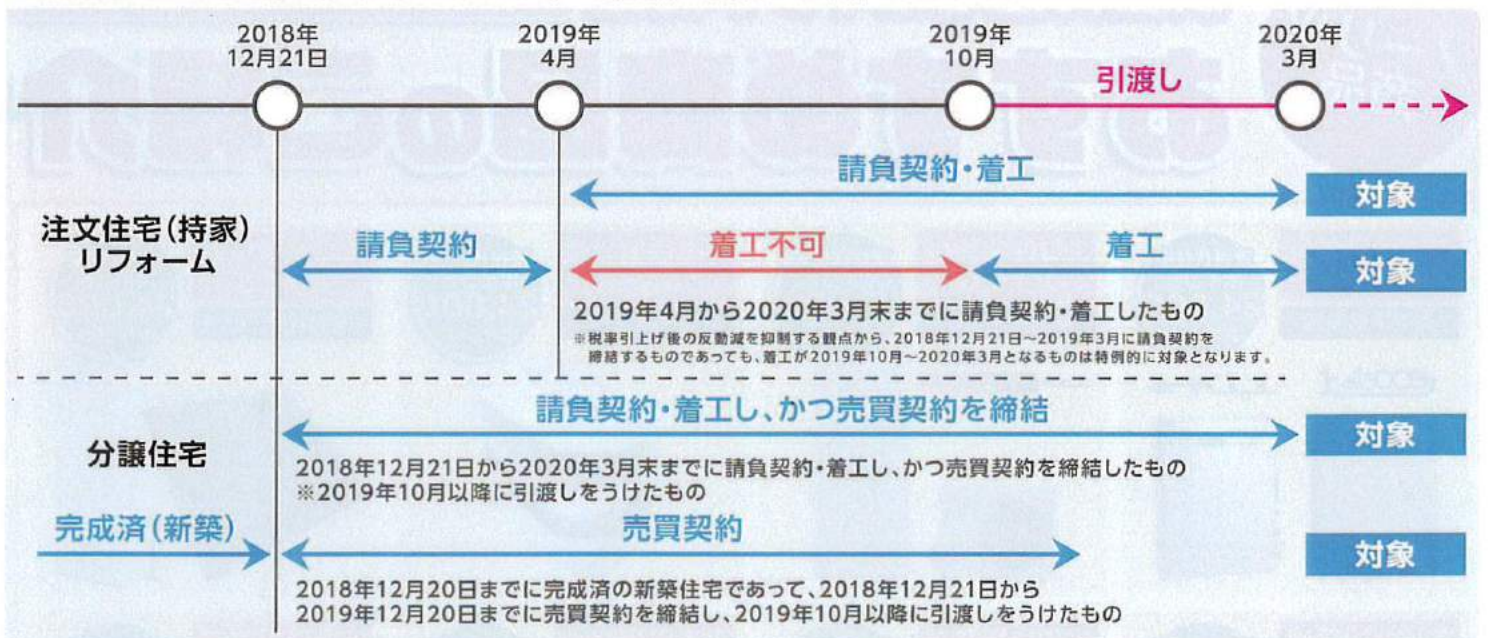 2018年
12月21日
2019年
4月
2019年
10月
2020年
3月
引渡し
請負契約・着工
対象
注文住宅(持家)
リフォーム
請負契約
着工不可
着工
対象
2019年4月から2020年3月末までに請負契約・着工したもの
※税率引上げ後の反動減を抑制する観点から、2018年12月21日～2019年3月に請負契約を
締結するものであっても、着工が2019年10月～2020年3月となるものは特例的に対象となります。
請負契約・着工し、かつ売買契約を締結
対象
分譲住宅
2018年12月21日から2020年3月末までに請負契約・着工し、かつ売買契約を締結したもの
※2019年10月以降に引渡しをうけたもの
完成済(新築)
売買契約
対象
2018年12月20日までに完成済の新築住宅であって、2018年12月21日から
2019年12月20日までに売買契約を締結し、2019年10月以降に引渡しをうけたもの